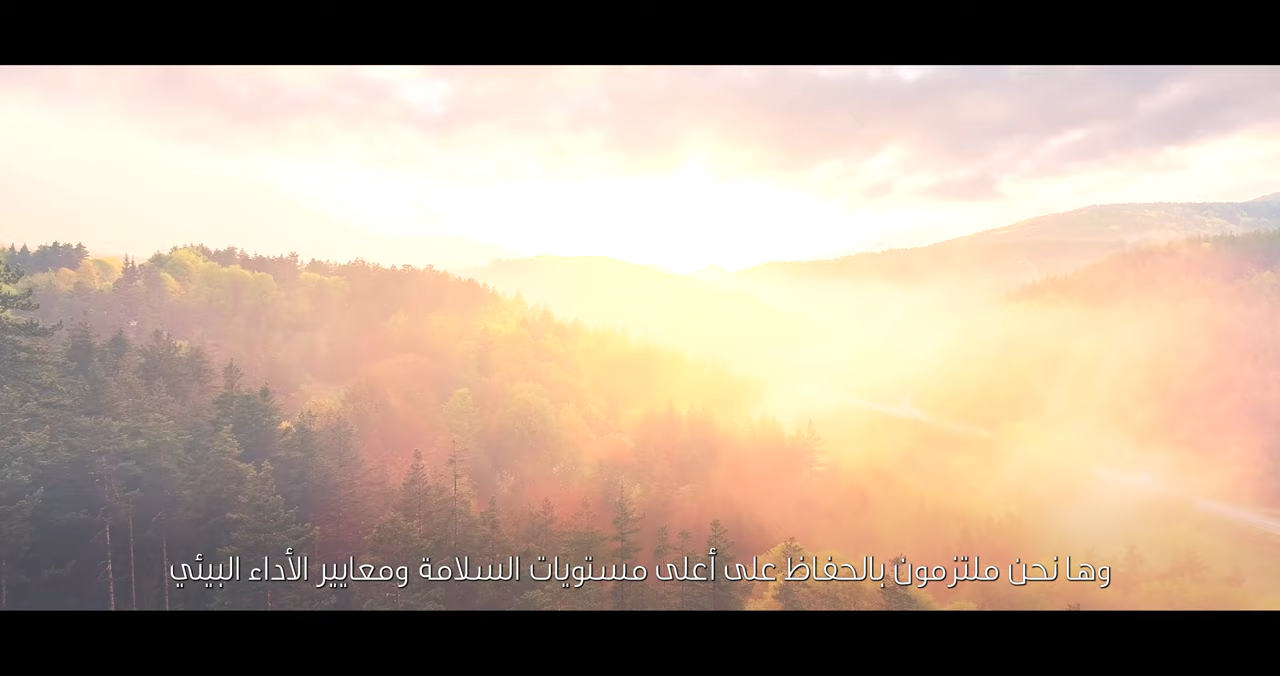 وها نحن ملتزمون بالحفاظ على أعلى مستويات السلامة ومعايير الأداء البيئي